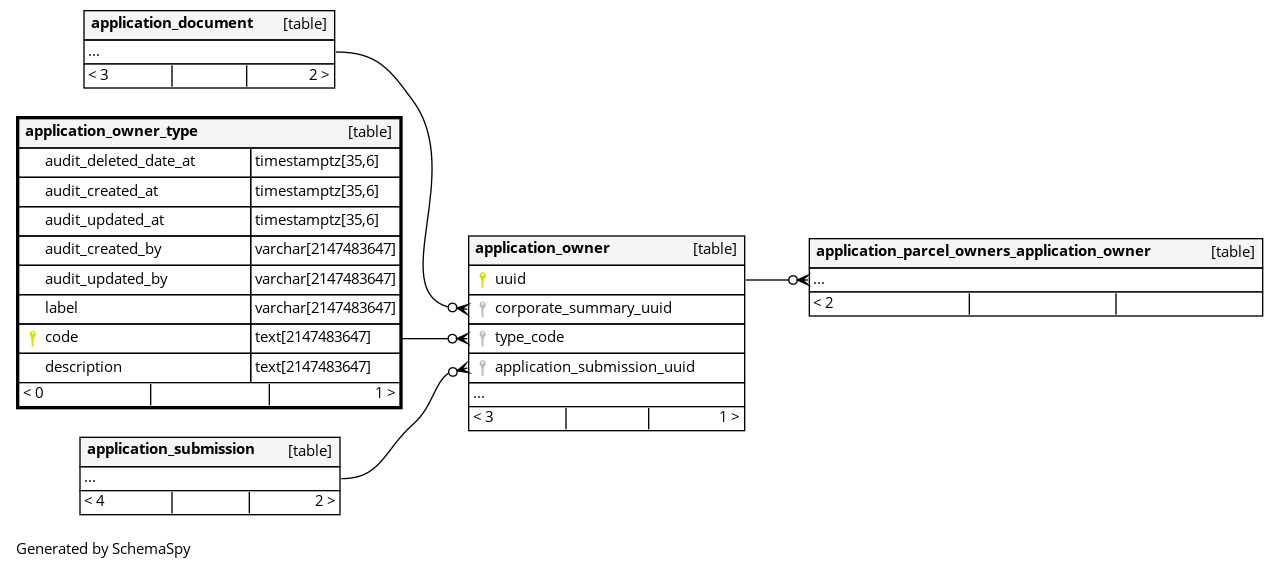 application_document [table]
...
< 3 2 >
application_owner_type [table]
audit_deleted_date_at timestamptz[35,6]
audit_created_at timestamptz[35,6]
audit_updated_at timestamptz[35,6]
audit_created_by varchar[2147483647]
audit_updated_by varchar[2147483647]
label varchar[2147483647]
code text[2147483647]
description text[2147483647]
< 0 1 >
application_submission [table]
...
< 4 2 >
application_owner [table]
uuid
corporate_summary_uuid
type_code
application_submission_uuid
...
< 3 1 >
application_parcel_owners_application_owner [table]
...
< 2
Generated by SchemaSpy